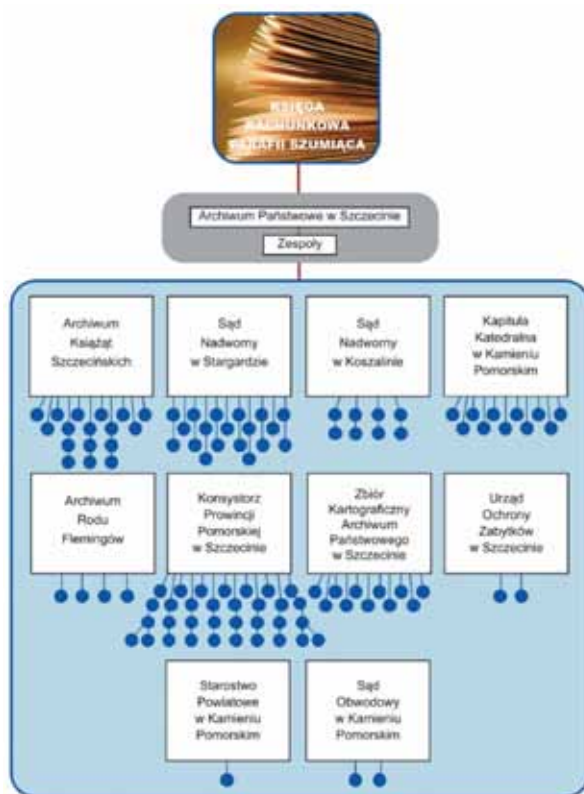 KSIĘGA
RACHUNKOWA
PARAFII SZUMIĄCA
Archiwum Państwowe w Szczecinie
Zespoły
Archiwum
Książąt
Szczecińskich
Sąd
Nadworny
w Stargardzie
Sąd
Nadworny
w Koszalinie
Kapituła
Katedralna
w Kamieniu
Pomorskim
Archiwum
Rodu
Flemingów
Konsystorz
Prowincji
Pomorskiej
w Szczecinie
Zbiór
Kartograficzny
Archiwum
Państwowego
w Szczecinie
Urząd
Ochrony
Zabytków
w Szczecinie
Starostwo
Powiatowe
w Kamieniu
Pomorskim
Sąd
Obwodowy
w Kamieniu
Pomorskim